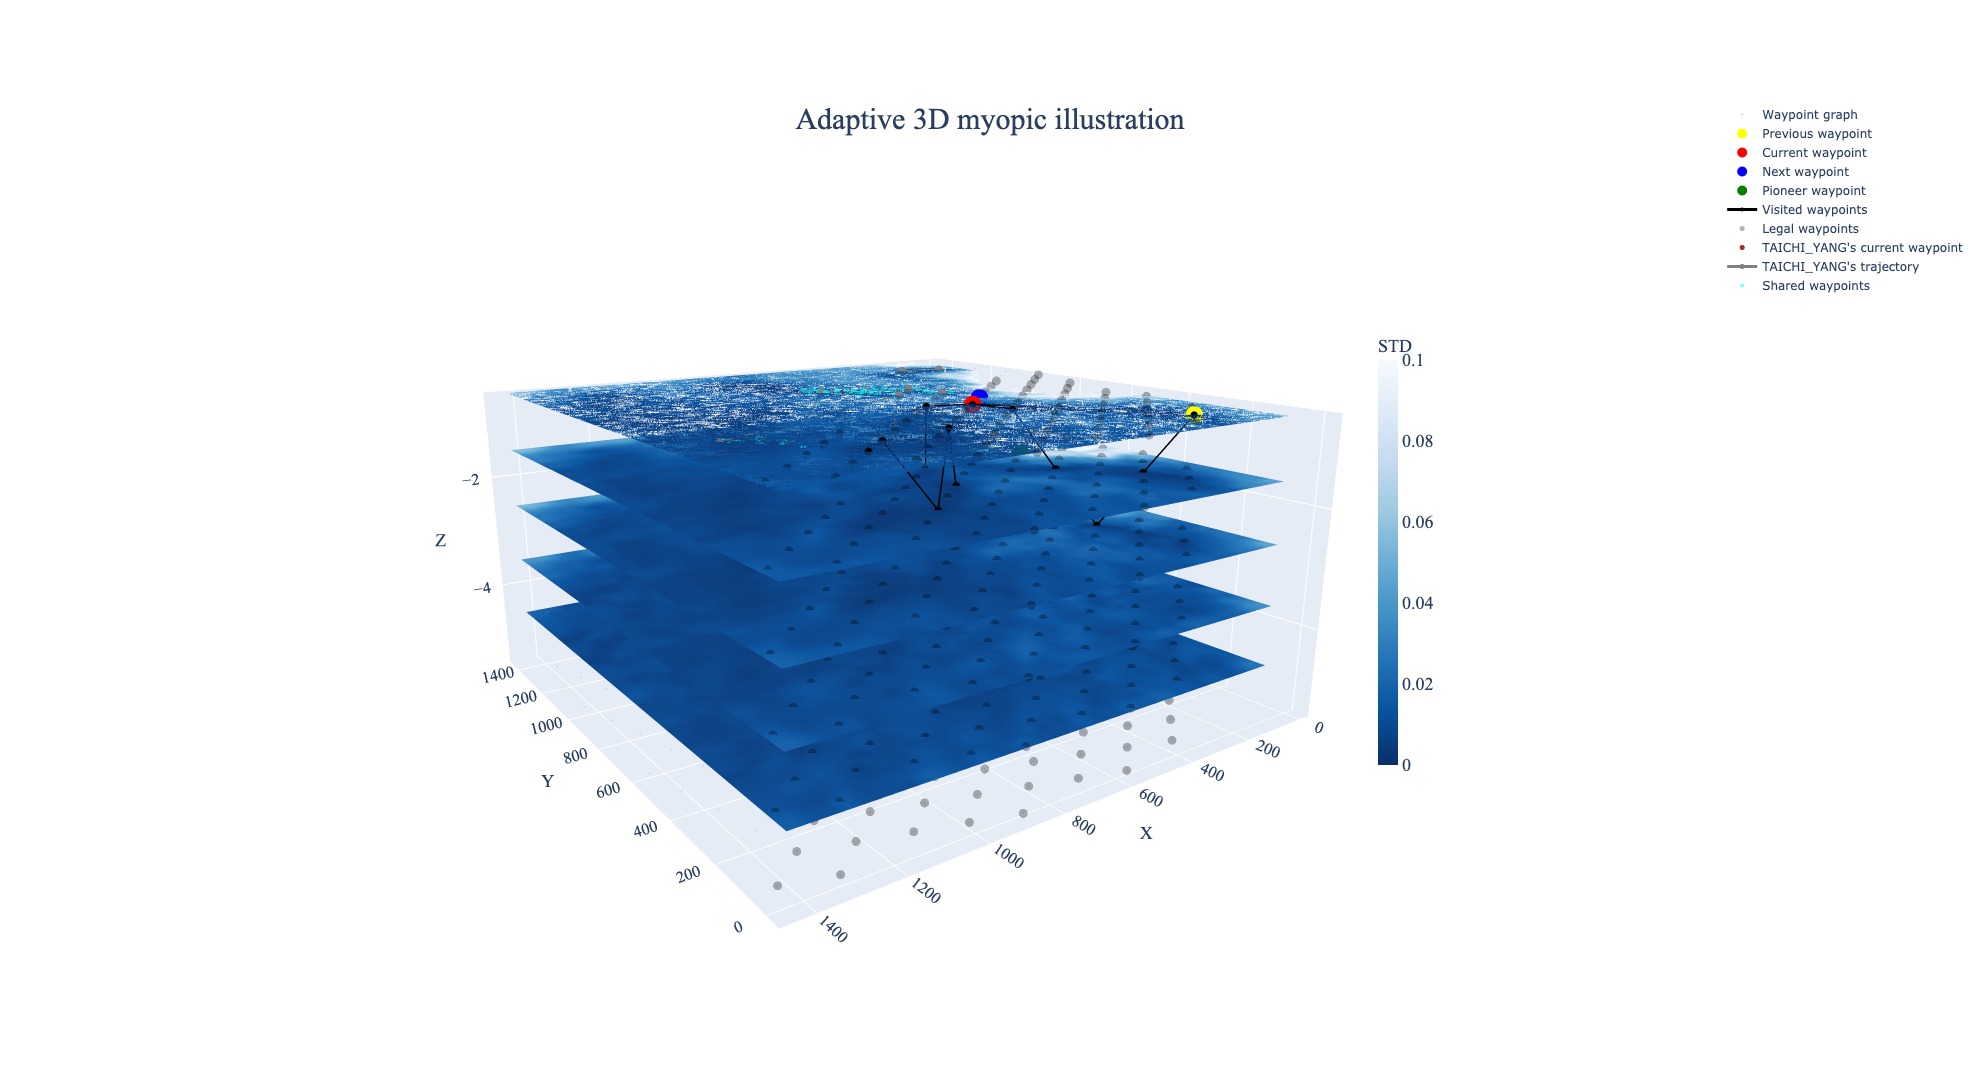 Adaptive 3D myopic illustration
Waypoint graph
Previous waypoint
Current waypoint
Next waypoint
Pioneer waypoint
Visited waypoints
Legal waypoints
TAICHI_YANG's current waypoint
TAICHI_YANG's trajectory
Shared waypoints
STD
0.1
0.08
0.06
0.04
0.02
0
−2
Z
−4
1400
1200
1000
800
Y
600
400
200
0
0
200
400
600
800
X
1000
1200
1400